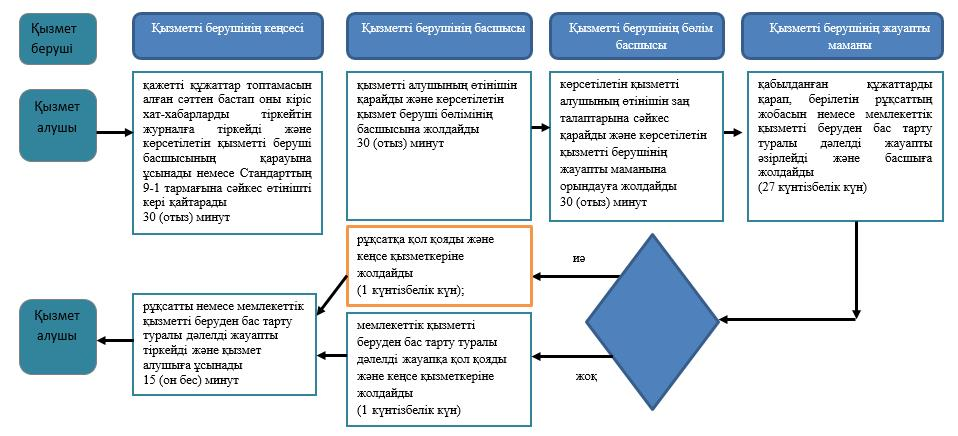 Қызмет
беруші
Қызметті берушінің кеңсесі
Қызметті берушінің басшысы
Қызметті берушінің бөлім
басшысы
Қызметті берушінің жауапты
маманы
Қызмет
алушы
қажетті құжаттар топтамасын
алған сәттен бастап оны кіріс
хат-хабарларды тіркейтін
журналға тіркейді және
көрсетілетін қызметті беруші
басшысының қарауына
ұсынады немесе Стандарттың
9-1 тармағына сәйкес өтінішті
кері қайтарады
30 (отыз) минут
қызметті алушының өтінішін
қарайды және көрсетілетін
қызмет беруші бөлімінің
басшысына жолдайды
30 (отыз) минут
көрсетілетін қызметті
алушының өтінішін заң
талаптарына сәйкес
қарайды және көрсетілетін
қызметті берушінің
жауапты маманына
орындауға жолдайды
30 (отыз) минут
қабылданған құжаттарды
қарап, берілетін рұқсаттың
жобасын немесе мемлекеттік
қызметті беруден бас тарту
туралы дәлелді жауапты
әзірлейді және басшыға
жолдайды
(27 күнтізбелік күн)
рұқсатқа қол қояды және
кеңсе қызметкеріне
жолдайды
(1 күнтізбелік күн);
иә
Қызмет
алушы
рұқсатты немесе мемлекеттік
қызметті беруден бас тарту
туралы дәлелді жауапты
тіркейді және қызмет
алушыға ұсынады
15 (он бес) минут
мемлекеттік қызметті
беруден бас тарту туралы
дәлелді жауапқа қол қояды
және кеңсе қызметкеріне
жолдайды
(1 күнтізбелік күн)
жоқ